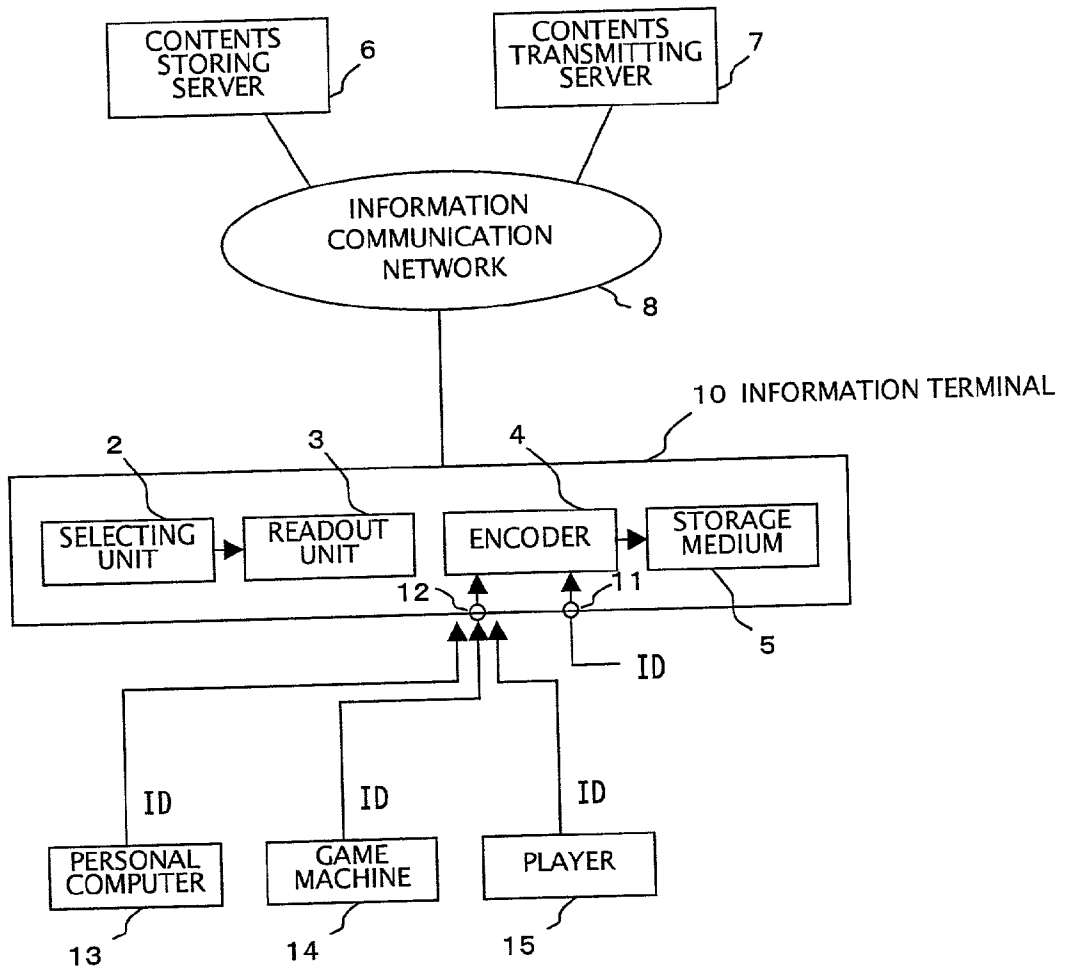 CONTENTS
STORING
SERVER
6
CONTENTS
TRANSMITTING
SERVER
7
INFORMATION
COMMUNICATION
NETWORK
8
10 INFORMATION TERMINAL
2
3
4
SELECTING
UNIT
READOUT
UNIT
ENCODER
STORAGE
MEDIUM
12
11
5
ID
ID
ID
ID
PERSONAL
COMPUTER
GAME
MACHINE
PLAYER
13
14
15